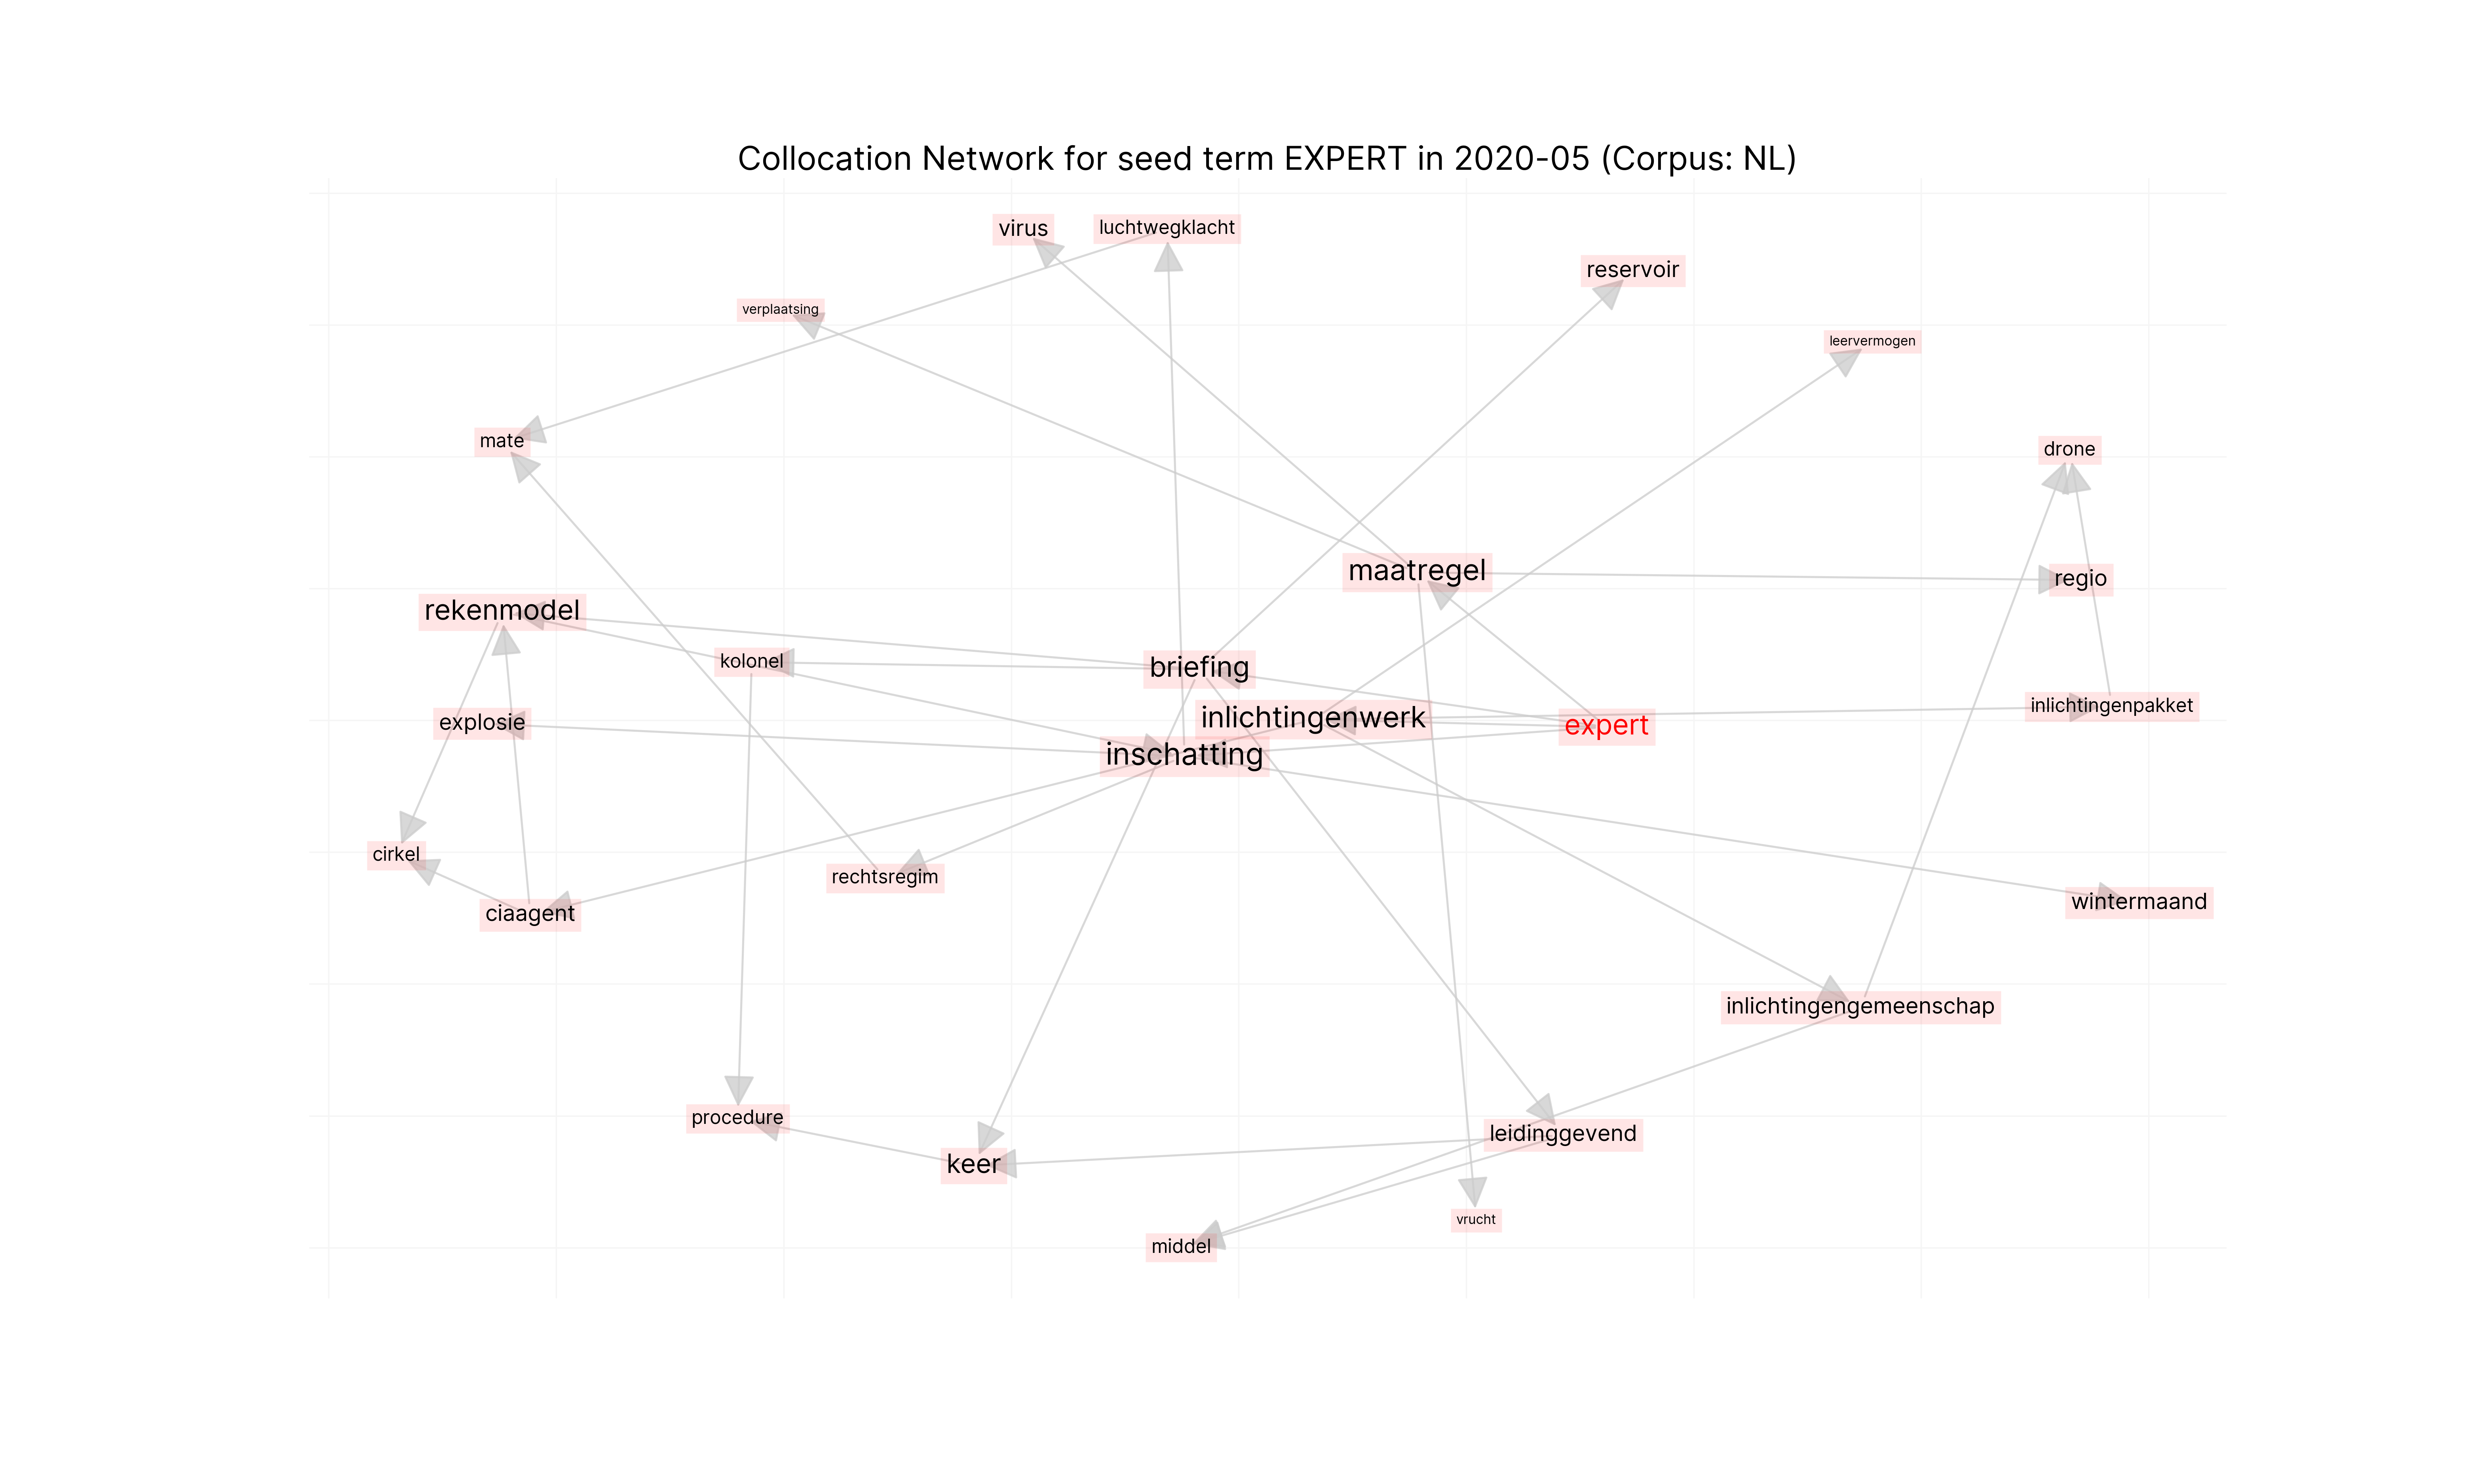 Collocation Network for seed term EXPERT in 2020-05 (Corpus: NL)
virus
luchtwegklacht
reservoir
verplaatsing
leervermogen
mate
drone
maatregel
regio
rekenmodel
kolonel
briefing
inlichtingenpakket
explosie
inlichtingenwerk
expert
inschatting
cirkel
rechtsregim
ciaagent
wintermaand
inlichtingengemeenschap
procedure
leidinggevend
keer
vrucht
middel